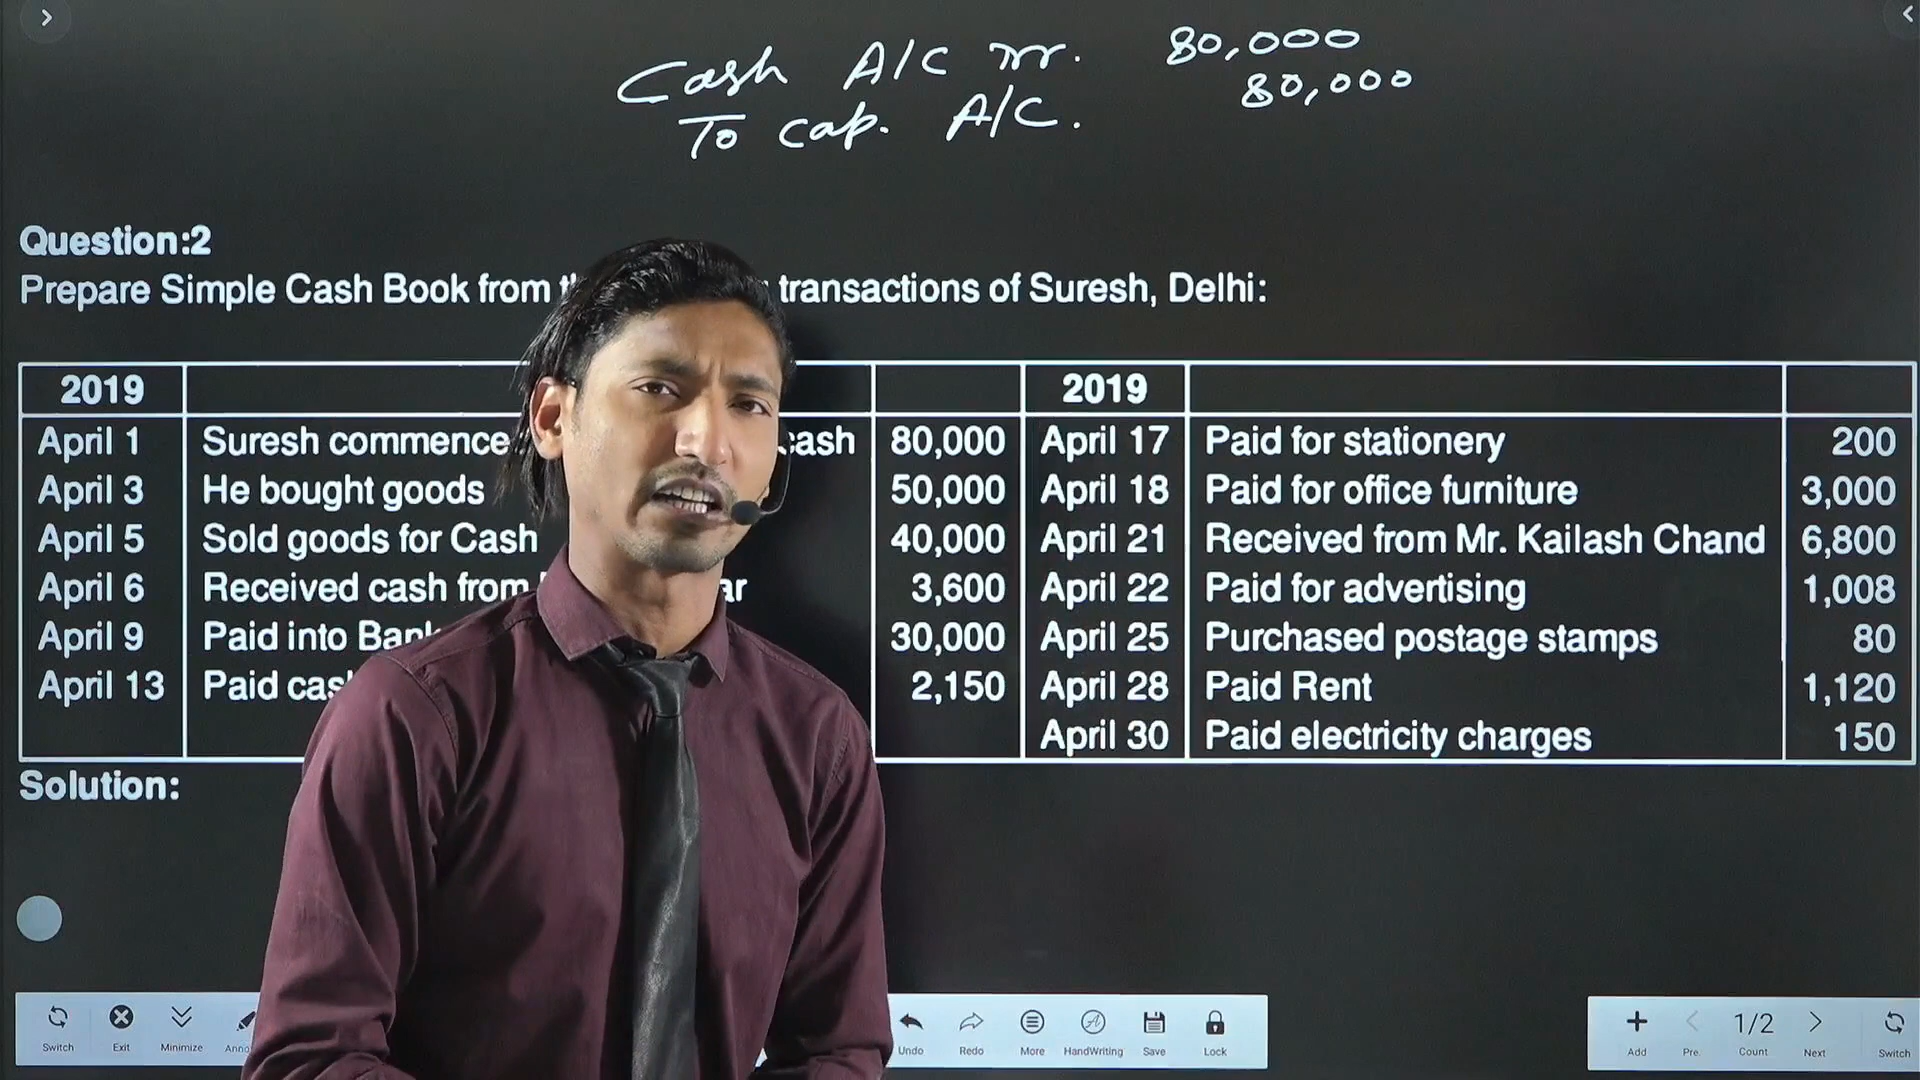 Cash A/C Dr. 80,000
To cap. A/C. 80,000
Question:2
Prepare Simple Cash Book from transactions of Suresh, Delhi:
2019 2019
April 1 Suresh commence cash 80,000 April 17 Paid for stationery 200
April 3 He bought goods 50,000 April 18 Paid for office furniture 3,000
April 5 Sold goods for Cash 40,000 April 21 Received from Mr. Kailash Chand 6,800
April 6 Received cash from ar 3,600 April 22 Paid for advertising 1,008
April 9 Paid into Bank 30,000 April 25 Purchased postage stamps 80
April 13 Paid cas 2,150 April 28 Paid Rent 1,120
April 30 Paid electricity charges 150
Solution:
Switch Exit Minimize Anno Undo Redo More HandWriting Save Lock Add Pre. 1/2 Count Next Switch